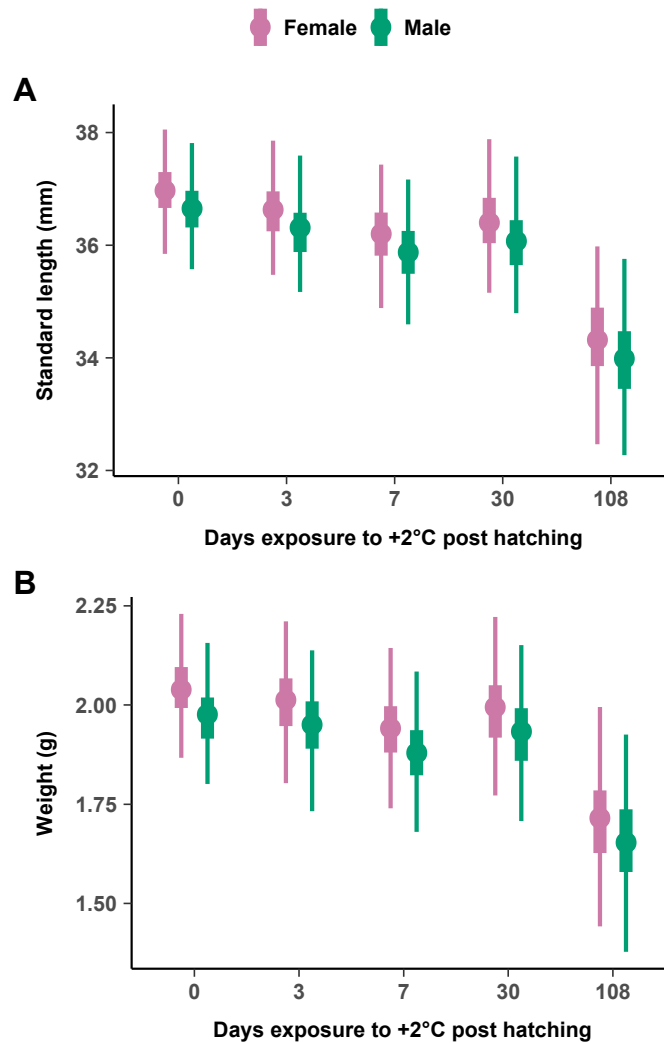 Female Male
A
Standard length (mm)
38
36
34
32
0 3 7 30 108
Days exposure to +2°C post hatching
B
Weight (g)
2.25
2.00
1.75
1.50
0 3 7 30 108
Days exposure to +2°C post hatching